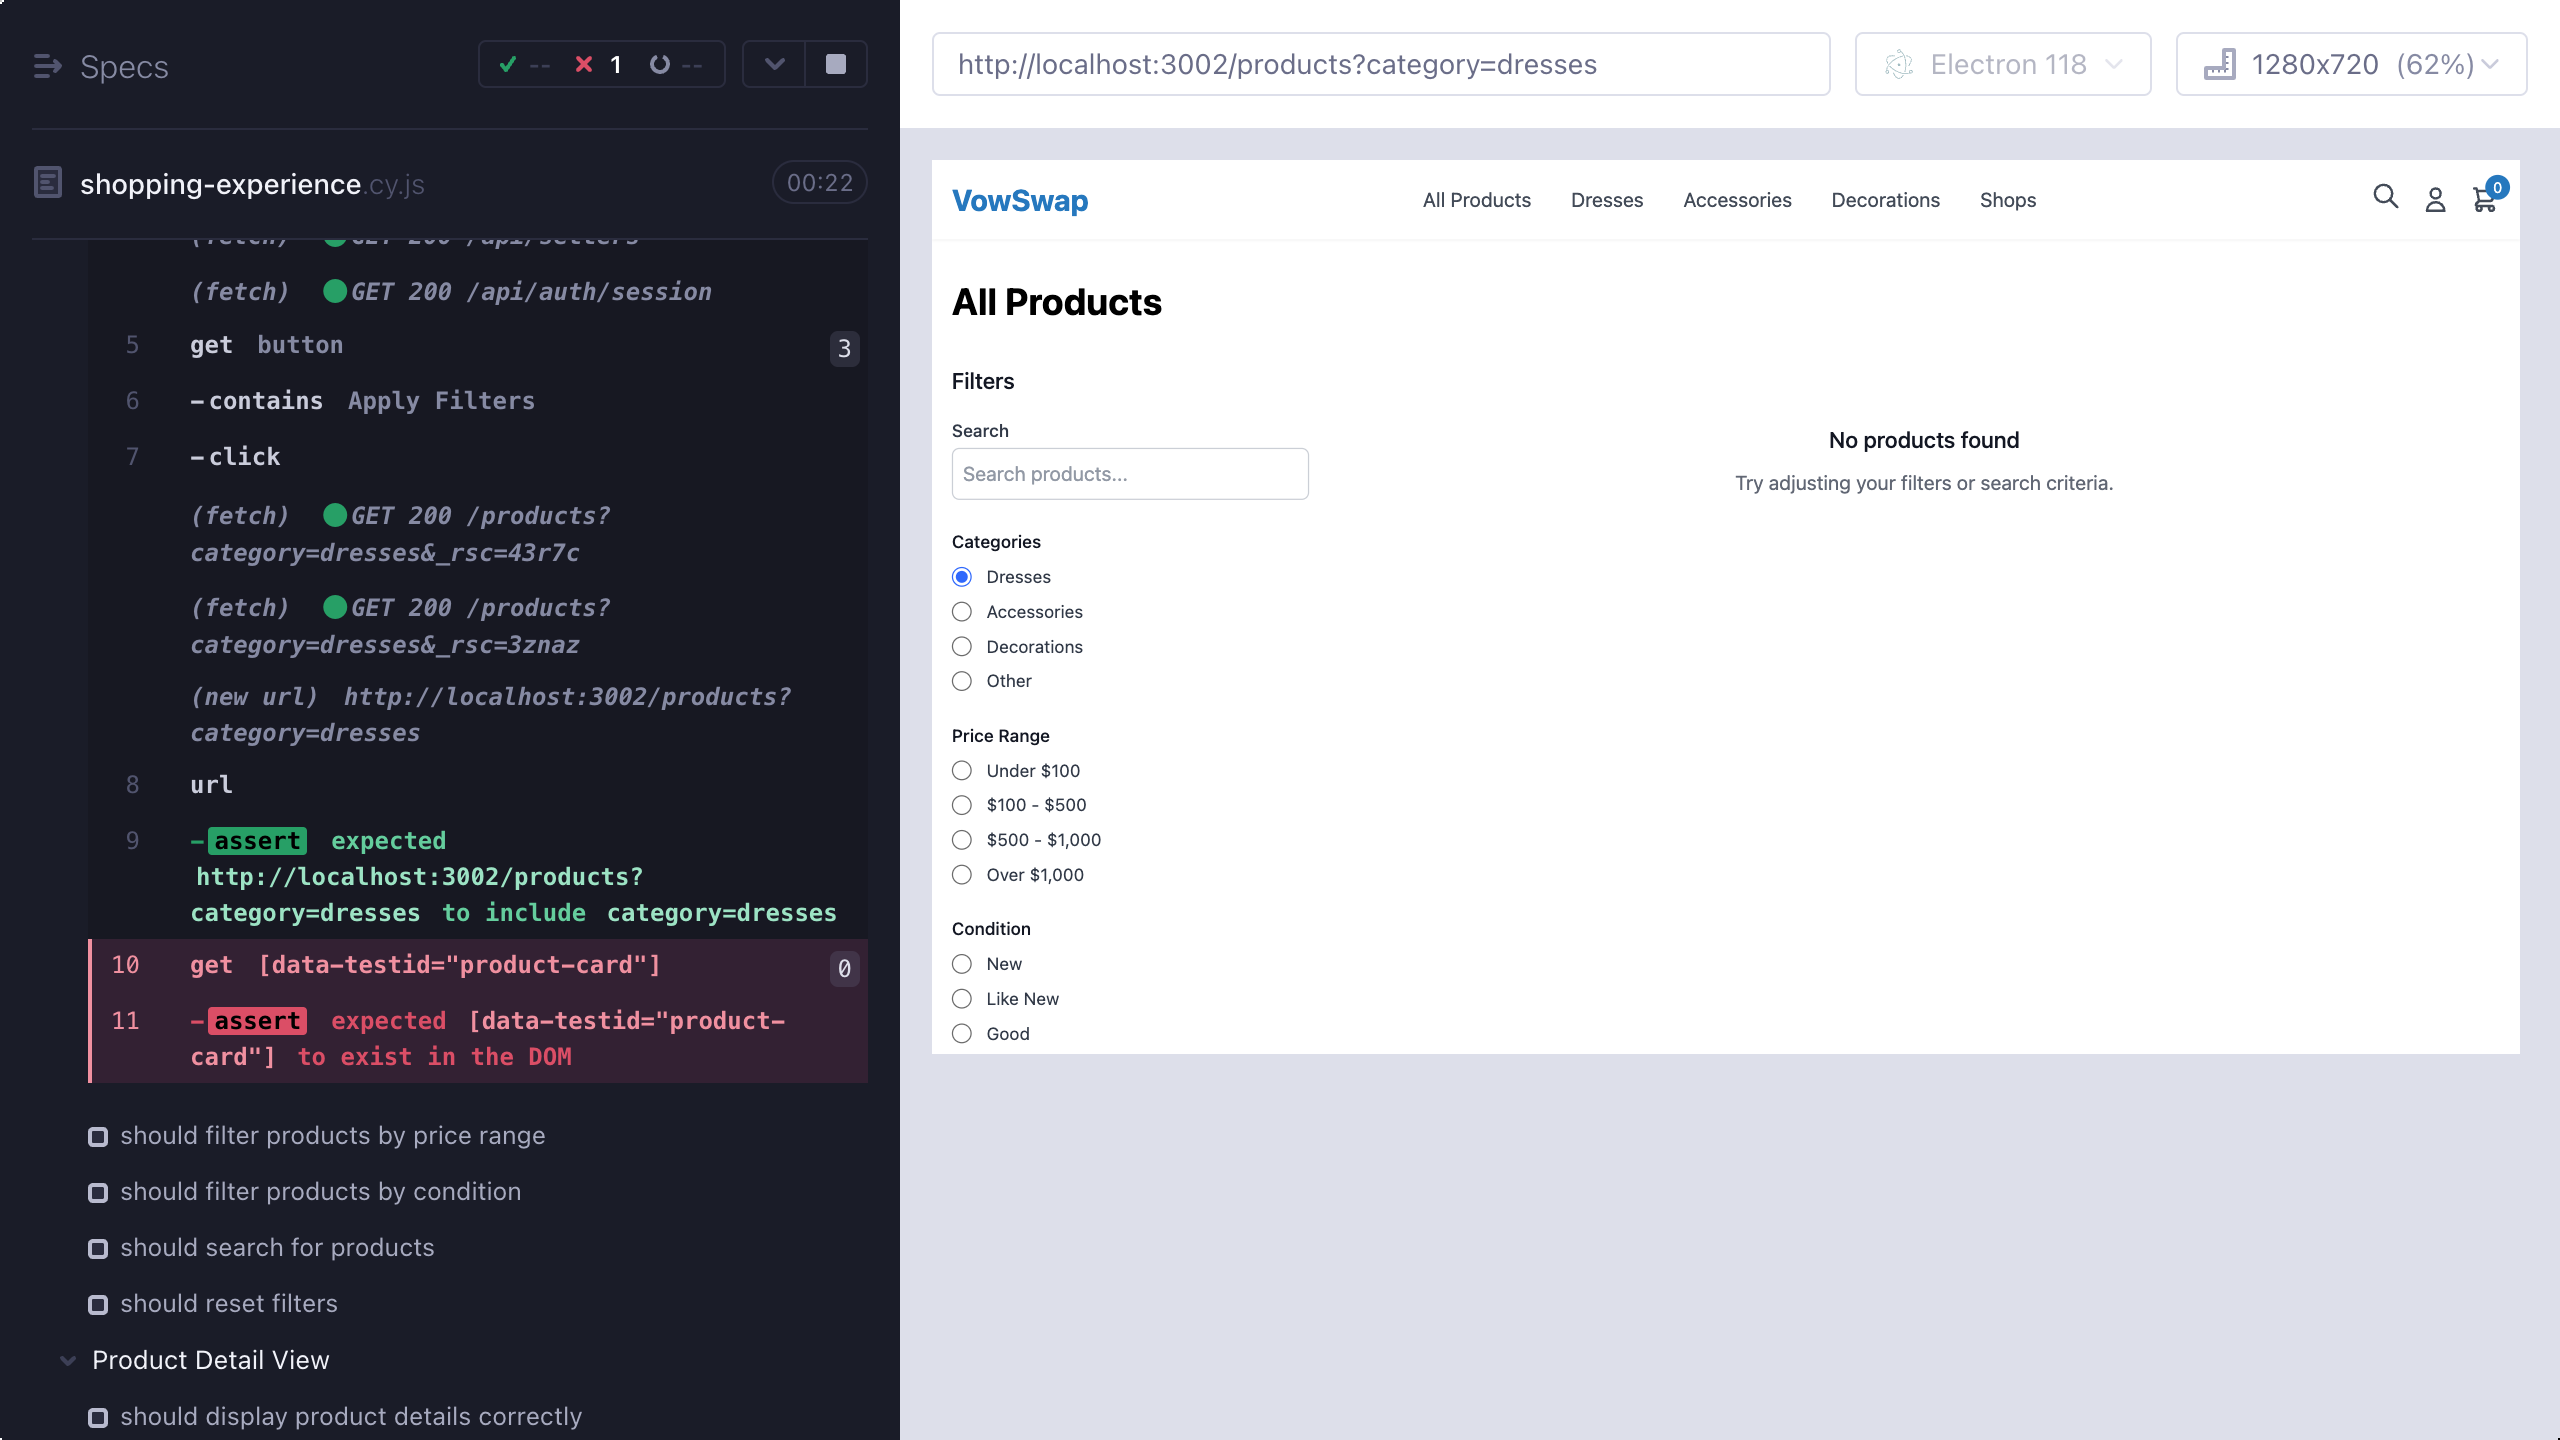 Specs
-- 1 --
shopping-experience.cy.js
00:22
(fetch) GET 200 /api/sellers
(fetch) GET 200 /api/auth/session
5 get button 3
6 -contains Apply Filters
7 -click
(fetch) GET 200 /products?
category=dresses&_rsc=43r7c
(fetch) GET 200 /products?
category=dresses&_rsc=3znaz
(new url) http://localhost:3002/products?
category=dresses
8 url
9 -assert expected
http://localhost:3002/products?
category=dresses to include category=dresses
10 get [data-testid="product-card"] 0
11 -assert expected [data-testid="product-
card"] to exist in the DOM
should filter products by price range
should filter products by condition
should search for products
should reset filters
Product Detail View
should display product details correctly
http://localhost:3002/products?category=dresses
Electron 118
1280x720 (62%)
VowSwap
All Products
Dresses
Accessories
Decorations
Shops
0
All Products
Filters
Search
Search products...
Categories
Dresses
Accessories
Decorations
Other
Price Range
Under $100
$100 - $500
$500 - $1,000
Over $1,000
Condition
New
Like New
Good
No products found
Try adjusting your filters or search criteria.